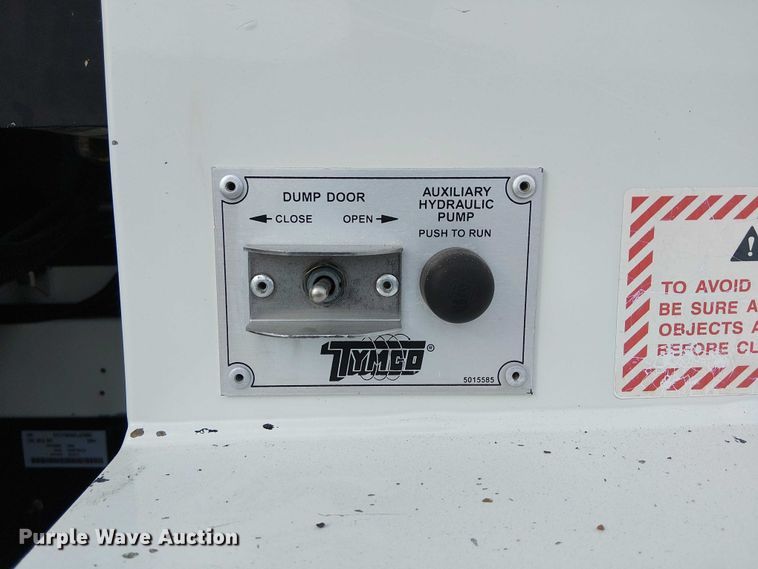 DUMP DOOR
CLOSE OPEN
AUXILIARY
HYDRAULIC
PUMP
PUSH TO RUN
TYMCO®
5015585
TO AVOID
BE SURE A
OBJECTS A
BEFORE CL
Purple Wave Auction